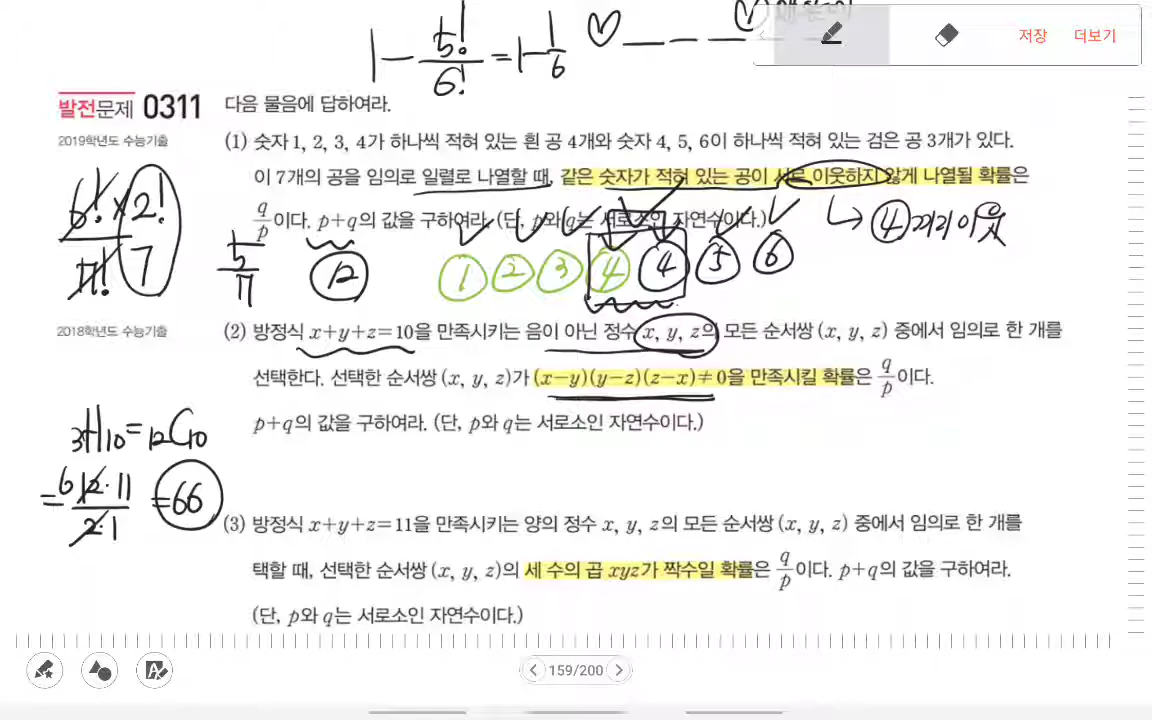 1 - 5!/6! = 1 - 1/6
저장 더보기
발전문제 0311 다음 물음에 답하여라.
2019학년도 수능기출
(1) 숫자 1, 2, 3, 4가 하나씩 적혀 있는 흰 공 4개와 숫자 4, 5, 6이 하나씩 적혀 있는 검은 공 3개가 있다.
이 7개의 공을 임의로 일렬로 나열할 때, 같은 숫자가 적혀 있는 공이 서로 이웃하지 않게 나열될 확률은
q/p이다. p+q의 값을 구하여라. (단, p와 q는 서로소인 자연수이다.)
6!×2!/7!
7
5/7 12
1 2 3 4 4 5 6
↳ ④끼리 이웃
2018학년도 수능기출
(2) 방정식 x+y+z=10을 만족시키는 음이 아닌 정수 x, y, z의 모든 순서쌍 (x, y, z) 중에서 임의로 한 개를
선택한다. 선택한 순서쌍 (x, y, z)가 (x-y)(y-z)(z-x)≠0을 만족시킬 확률은 q/p이다.
p+q의 값을 구하여라. (단, p와 q는 서로소인 자연수이다.)
3H10 = 12C10
= 6 12·11/2·1 = 66
(3) 방정식 x+y+z=11을 만족시키는 양의 정수 x, y, z의 모든 순서쌍 (x, y, z) 중에서 임의로 한 개를
택할 때, 선택한 순서쌍 (x, y, z)의 세 수의 곱 xyz가 짝수일 확률은 q/p이다. p+q의 값을 구하여라.
(단, p와 q는 서로소인 자연수이다.)
159/200